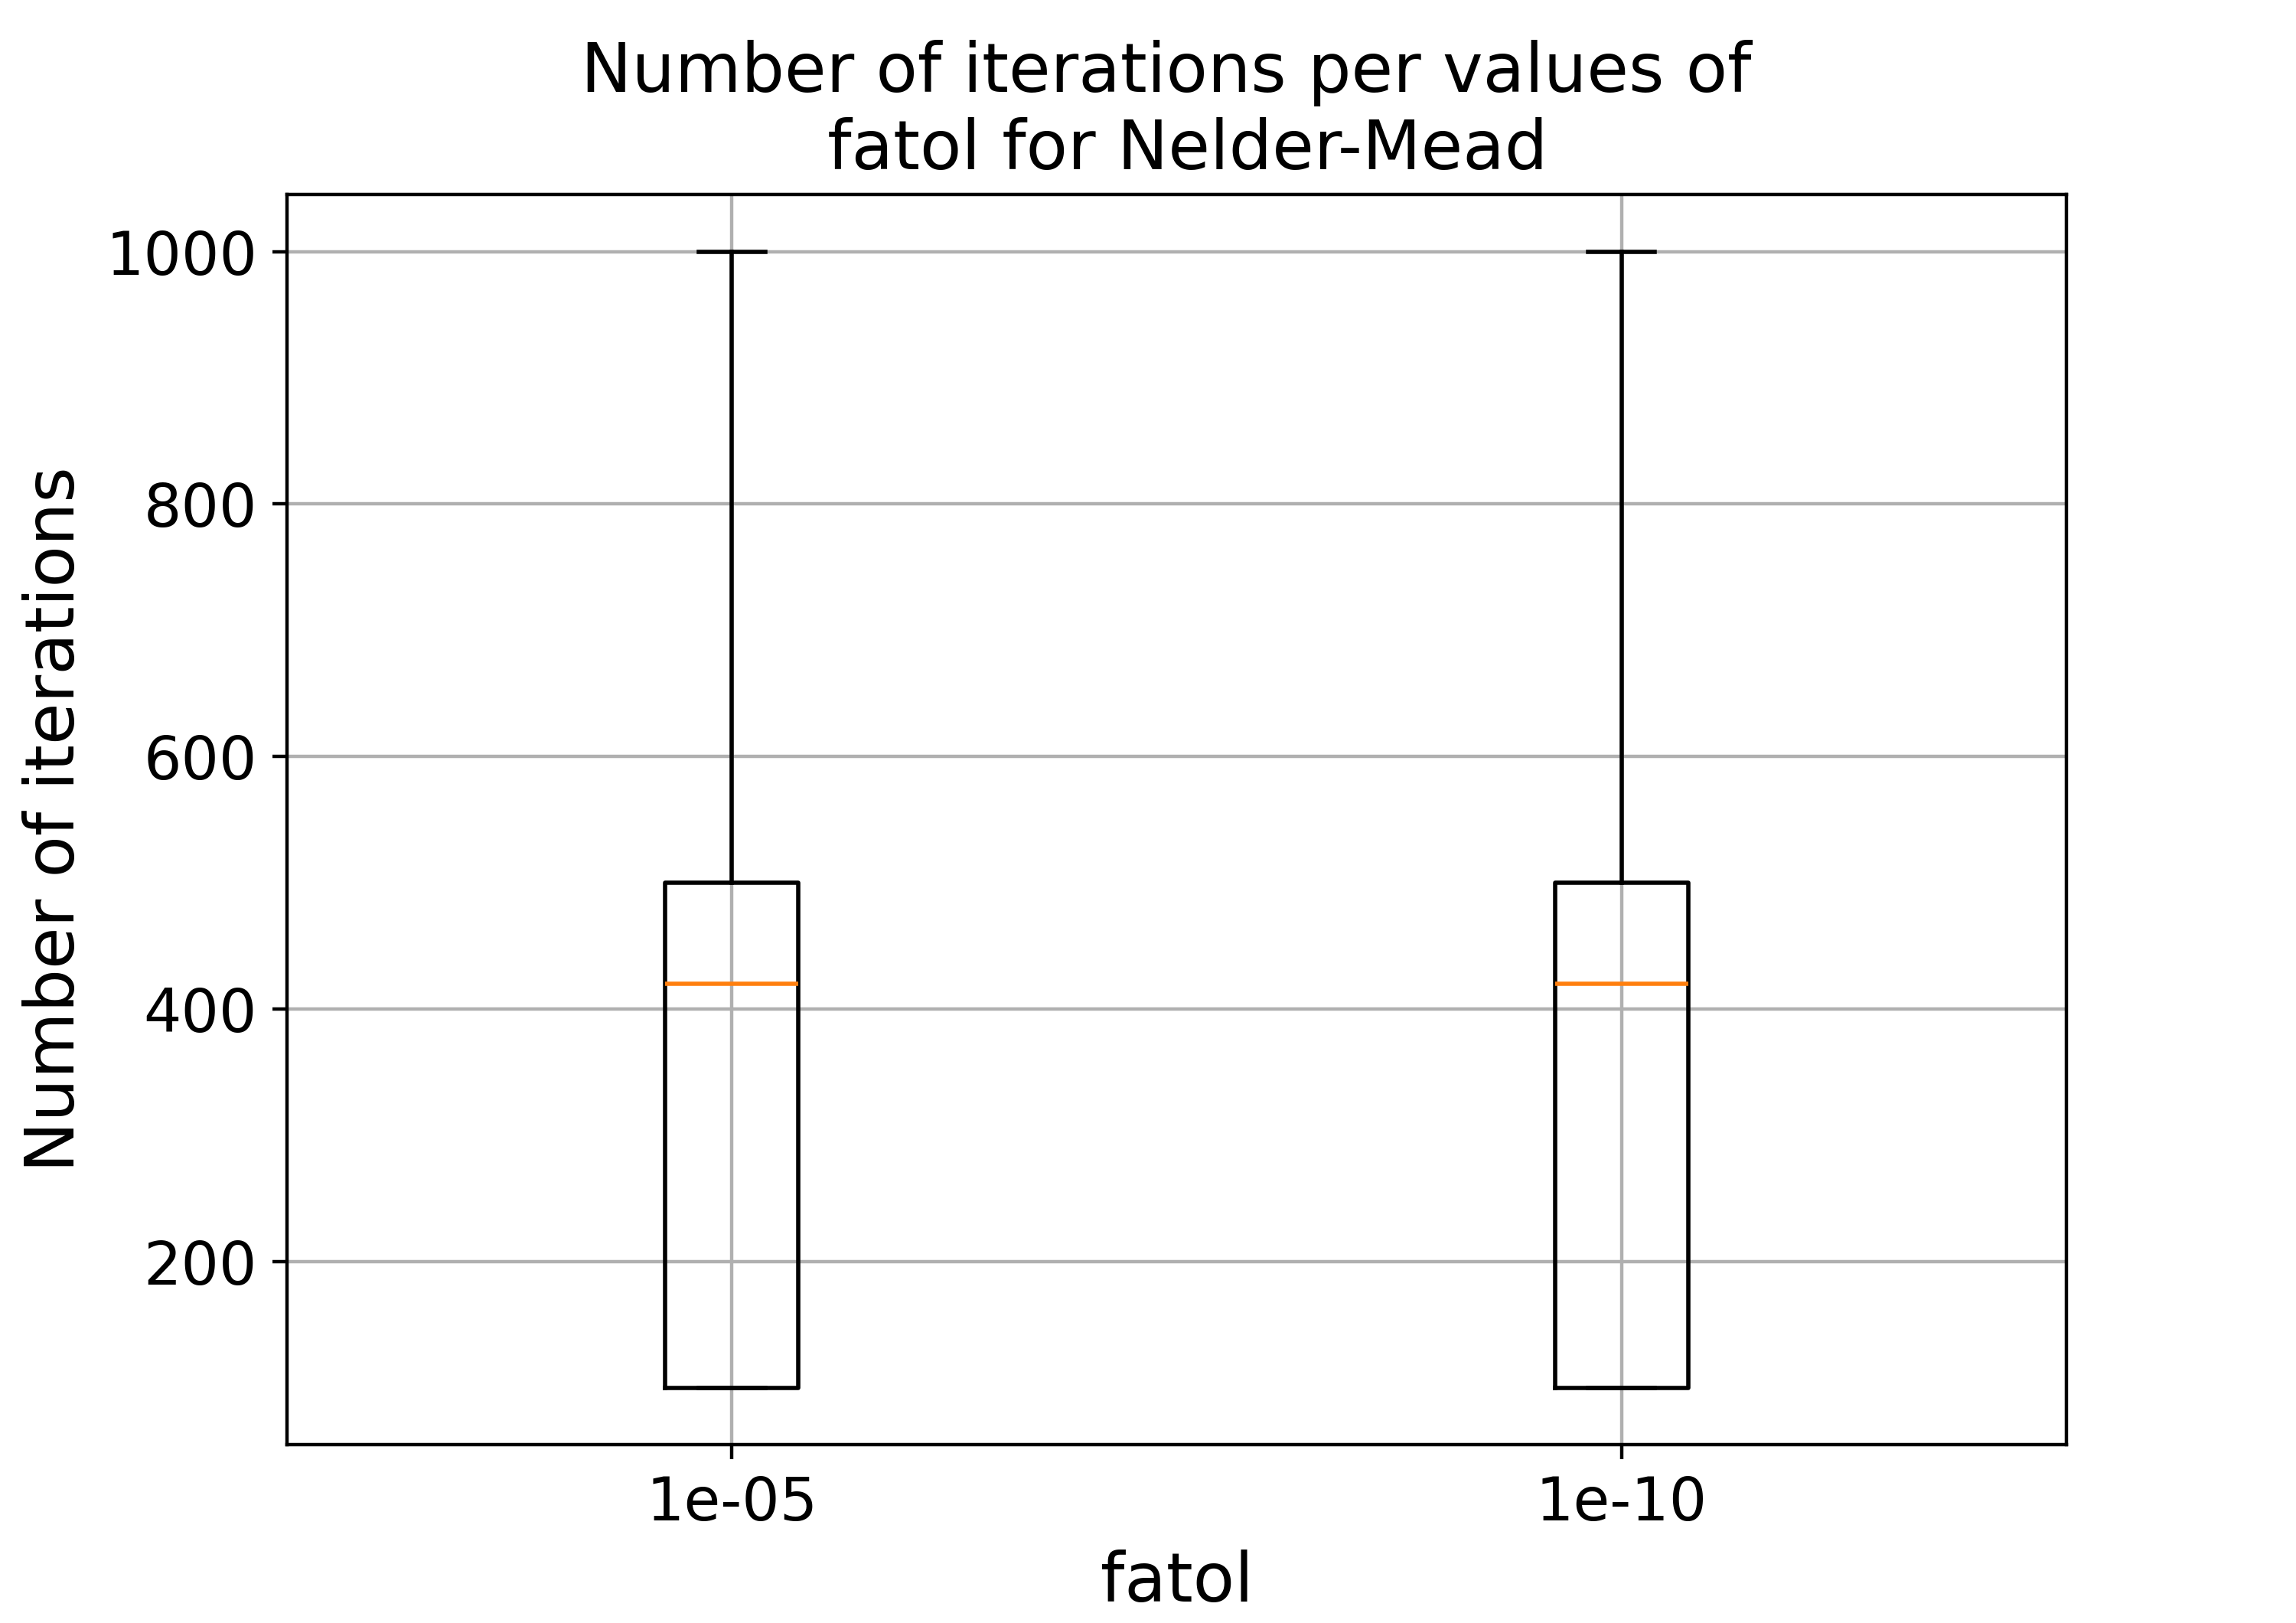 Number of iterations per values of
fatol for Nelder-Mead
1000
800
600
400
200
Number of iterations
1e-05
1e-10
fatol